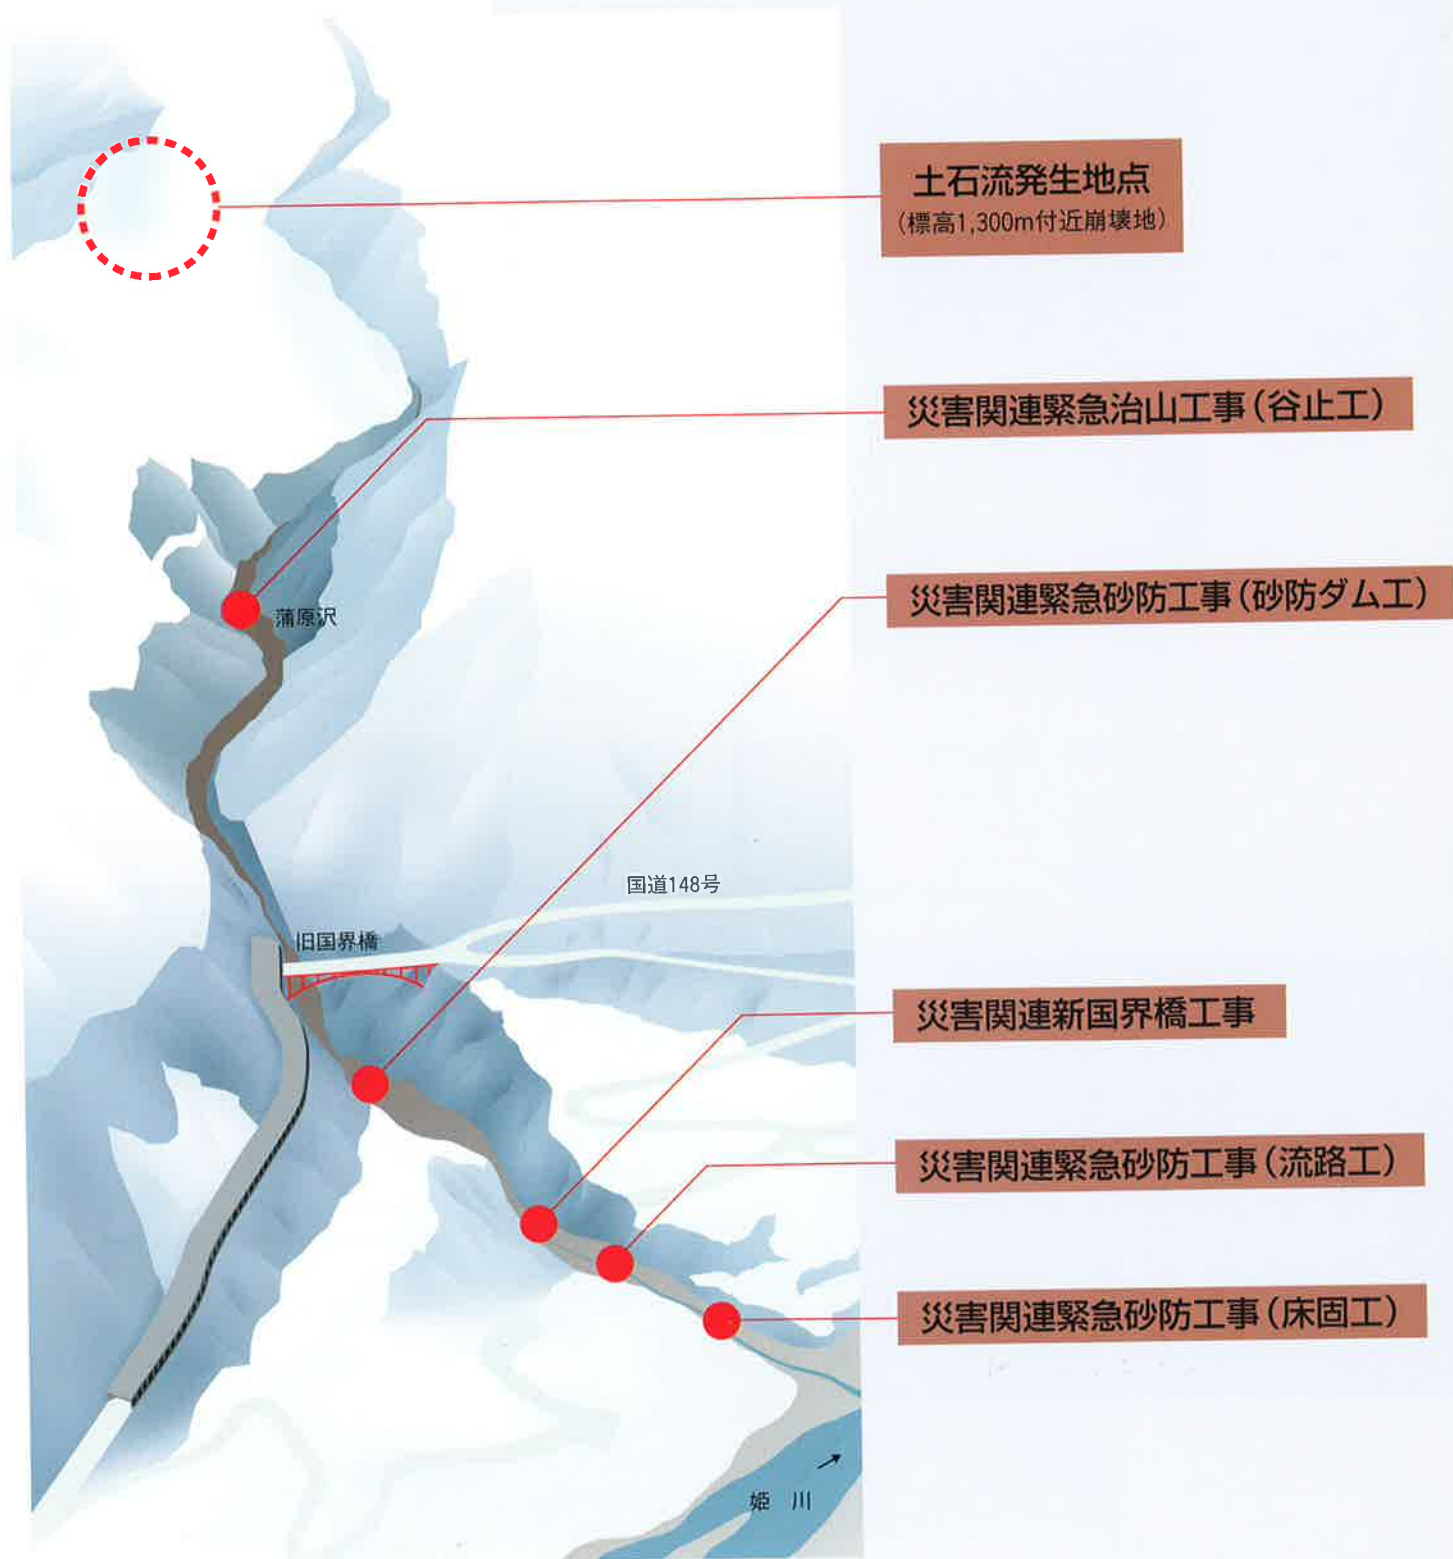 土石流発生地点
(標高1,300m付近崩壊地)
災害関連緊急治山工事(谷止工)
災害関連緊急砂防工事(砂防ダム工)
蒲原沢
国道148号
旧国界橋
災害関連新国界橋工事
災害関連緊急砂防工事(流路工)
災害関連緊急砂防工事(床固工)
姫 川